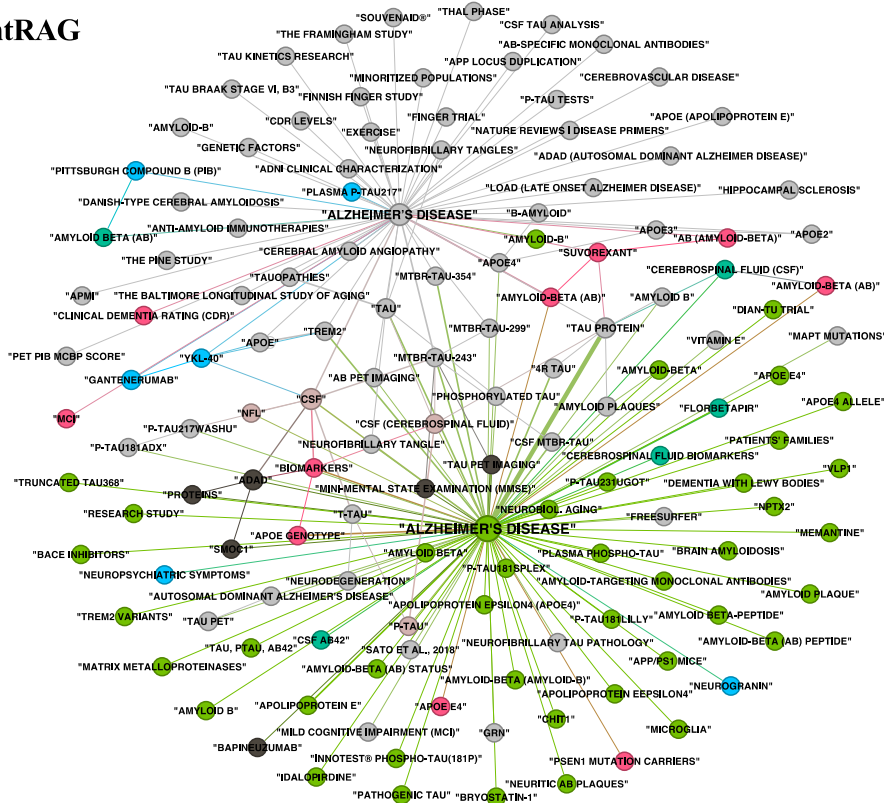 ntRAG
"SOUVENAID®"
"THAL PHASE"
"THE FRAMINGHAM STUDY"
"CSF TAU ANALYSIS"
"TAU KINETICS RESEARCH"
"AB-SPECIFIC MONOCLONAL ANTIBODIES"
"APP LOCUS DUPLICATION"
"MINORITIZED POPULATIONS"
"CEREBROVASCULAR DISEASE"
"TAU BRAAK STAGE VI, B3"
"FINNISH FINGER STUDY"
"P-TAU TESTS"
"CDR LEVELS"
"FINGER TRIAL"
"APOE (APOLIPOPROTEIN E)"
"AMYLOID-B"
"EXERCISE"
"NATURE REVIEWS | DISEASE PRIMERS"
"GENETIC FACTORS"
"NEUROFIBRILLARY TANGLES"
"ADAD (AUTOSOMAL DOMINANT ALZHEIMER DISEASE)"
"PITTSBURGH COMPOUND B (PIB)"
"ADNI CLINICAL CHARACTERIZATION"
"PLASMA P-TAU217"
"LOAD (LATE ONSET ALZHEIMER DISEASE)"
"HIPPOCAMPAL SCLEROSIS"
"DANISH-TYPE CEREBRAL AMYLOIDOSIS"
"ALZHEIMER'S DISEASE"
"B-AMYLOID"
"ANTI-AMYLOID IMMUNOTHERAPIES"
"APOE3"
"APOE2"
"AMYLOID BETA (AB)"
"AMYLOID-B"
"AB (AMYLOID-BETA)"
"CEREBRAL AMYLOID ANGIOPATHY"
"SUVOREXANT"
"THE PINE STUDY"
"APOE4"
"CEREBROSPINAL FLUID (CSF)"
"TAUOPATHIES"
"MTBR-TAU-354"
"AMYLOID-BETA (AB)"
"APMI"
"THE BALTIMORE LONGITUDINAL STUDY OF AGING"
"AMYLOID-BETA (AB)"
"AMYLOID B"
"CLINICAL DEMENTIA RATING (CDR)"
"TAU"
"DIAN-TU TRIAL"
"TREM2"
"MTBR-TAU-299"
"TAU PROTEIN"
"VITAMIN E"
"MAPT MUTATIONS"
"APOE"
"PET PIB MCBP SCORE"
"YKL-40"
"MTBR-TAU-243"
"4R TAU"
"AMYLOID-BETA"
"GANTENERUMAB"
"AB PET IMAGING"
"APOE E4"
"CSF"
"PHOSPHORYLATED TAU"
"AMYLOID PLAQUES"
"FLORBETAPIR"
"APOE4 ALLELE"
"MCI"
"NFL"
"P-TAU217WASHU"
"CSF (CEREBROSPINAL FLUID)"
"CSF MTBR-TAU"
"PATIENTS' FAMILIES"
"P-TAU181ADX"
"NEUROFIBRILLARY TANGLE"
"CEREBROSPINAL FLUID BIOMARKERS"
"TAU PET IMAGING"
"BIOMARKERS"
"VLP1"
"TRUNCATED TAU368"
"ADAD"
"MINI-MENTAL STATE EXAMINATION (MMSE)"
"P-TAU231UGOT"
"DEMENTIA WITH LEWY BODIES"
"PROTEINS"
"NEUROBIOL. AGING"
"NPTX2"
"RESEARCH STUDY"
"T-TAU"
"FREESURFER"
"APOE GENOTYPE"
"ALZHEIMER'S DISEASE"
"MEMANTINE"
"SMOC1"
"BACE INHIBITORS"
"AMYLOID BETA"
"PLASMA PHOSPHO-TAU"
"BRAIN AMYLOIDOSIS"
"NEUROPSYCHIATRIC SYMPTOMS"
"P-TAU181SPLEX"
"NEURODEGENERATION"
"AMYLOID-TARGETING MONOCLONAL ANTIBODIES"
"AMYLOID PLAQUE"
"AUTOSOMAL DOMINANT ALZHEIMER'S DISEASE"
"APOLIPOPROTEIN EPSILON4 (APOE4)"
"TREM2 VARIANTS"
"TAU PET"
"P-TAU"
"P-TAU181LILLY"
"AMYLOID BETA-PEPTIDE"
"TAU, PTAU, AB42"
"CSF AB42"
"SATO ET AL., 2018"
"NEUROFIBRILLARY TAU PATHOLOGY"
"AMYLOID-BETA (AB) PEPTIDE"
"MATRIX METALLOPROTEINASES"
"AMYLOID-BETA (AB) STATUS"
"APP/PS1 MICE"
"AMYLOID-BETA (AMYLOID-B)"
"NEUROGRANIN"
"APOLIPOPROTEIN EEPSILON4"
"AMYLOID B"
"APOLIPOPROTEIN E"
"APOE E4"
"CHIT1"
"MICROGLIA"
"MILD COGNITIVE IMPAIRMENT (MCI)"
"GRN"
"BAPINEUZUMAB"
"INNOTEST® PHOSPHO-TAU(181P)"
"PSEN1 MUTATION CARRIERS"
"IDALOPIRDINE"
"NEURITIC AB PLAQUES"
"PATHOGENIC TAU"
"BRYOSTATIN-1"